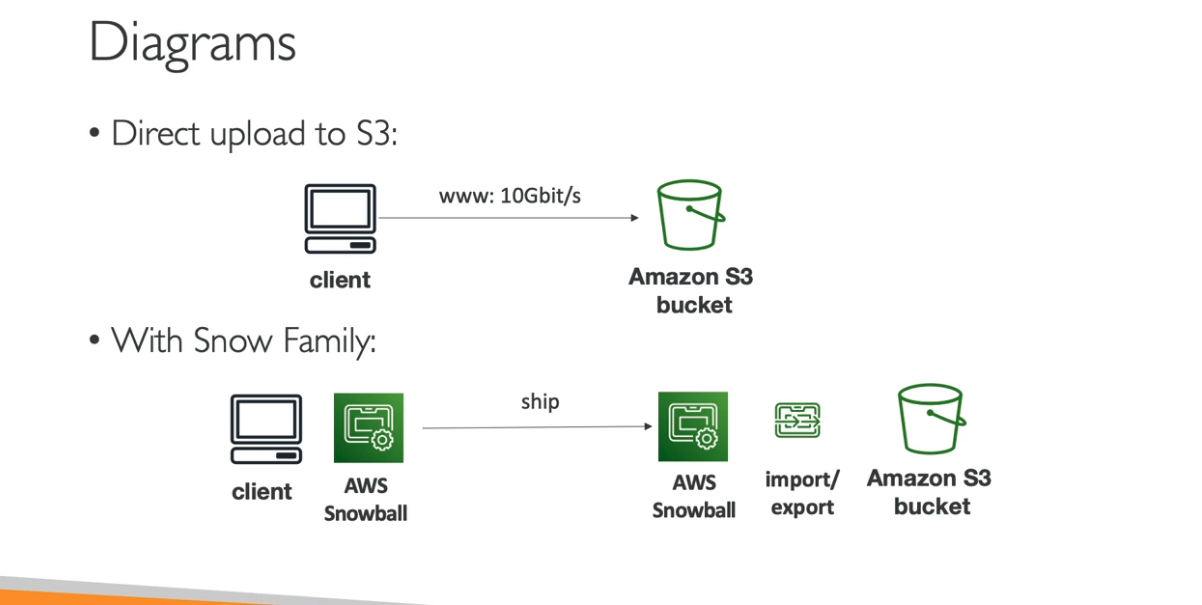 Diagrams
• Direct upload to S3:
www: 10Gbit/s
client
Amazon S3
bucket
• With Snow Family:
ship
client
AWS
Snowball
AWS
Snowball
import/
export
Amazon S3
bucket